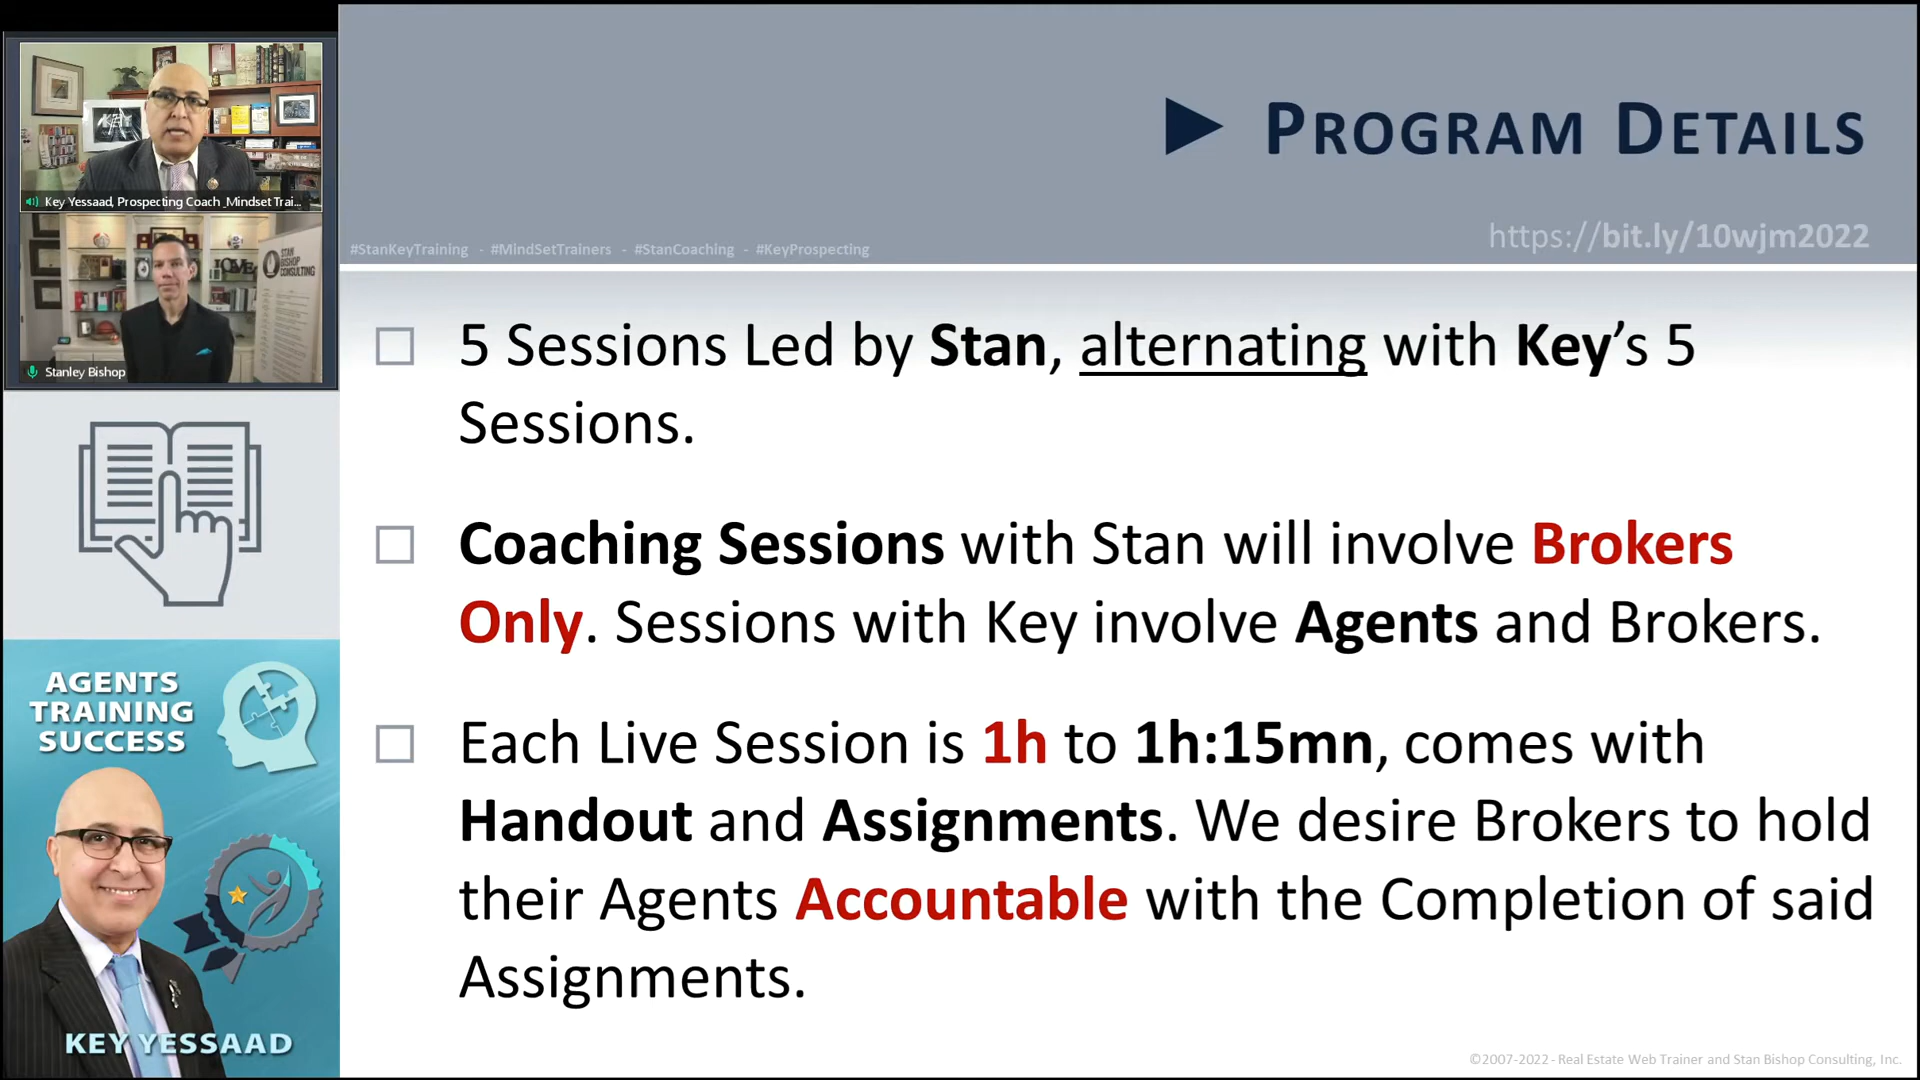 Key Yessaad, Prospecting Coach _Mindset Trai...
STAN
BISHOP
CONSULTING
Stanley Bishop
AGENTS
TRAINING
SUCCESS
KEY YESSAAD
► PROGRAM DETAILS
#StanKeyTraining - #MindSetTrainers - #StanCoaching - #KeyProspecting
https://bit.ly/10wjm2022
5 Sessions Led by Stan, alternating with Key’s 5
Sessions.
Coaching Sessions with Stan will involve Brokers
Only. Sessions with Key involve Agents and Brokers.
Each Live Session is 1h to 1h:15mn, comes with
Handout and Assignments. We desire Brokers to hold
their Agents Accountable with the Completion of said
Assignments.
©2007-2022 - Real Estate Web Trainer and Stan Bishop Consulting, Inc.